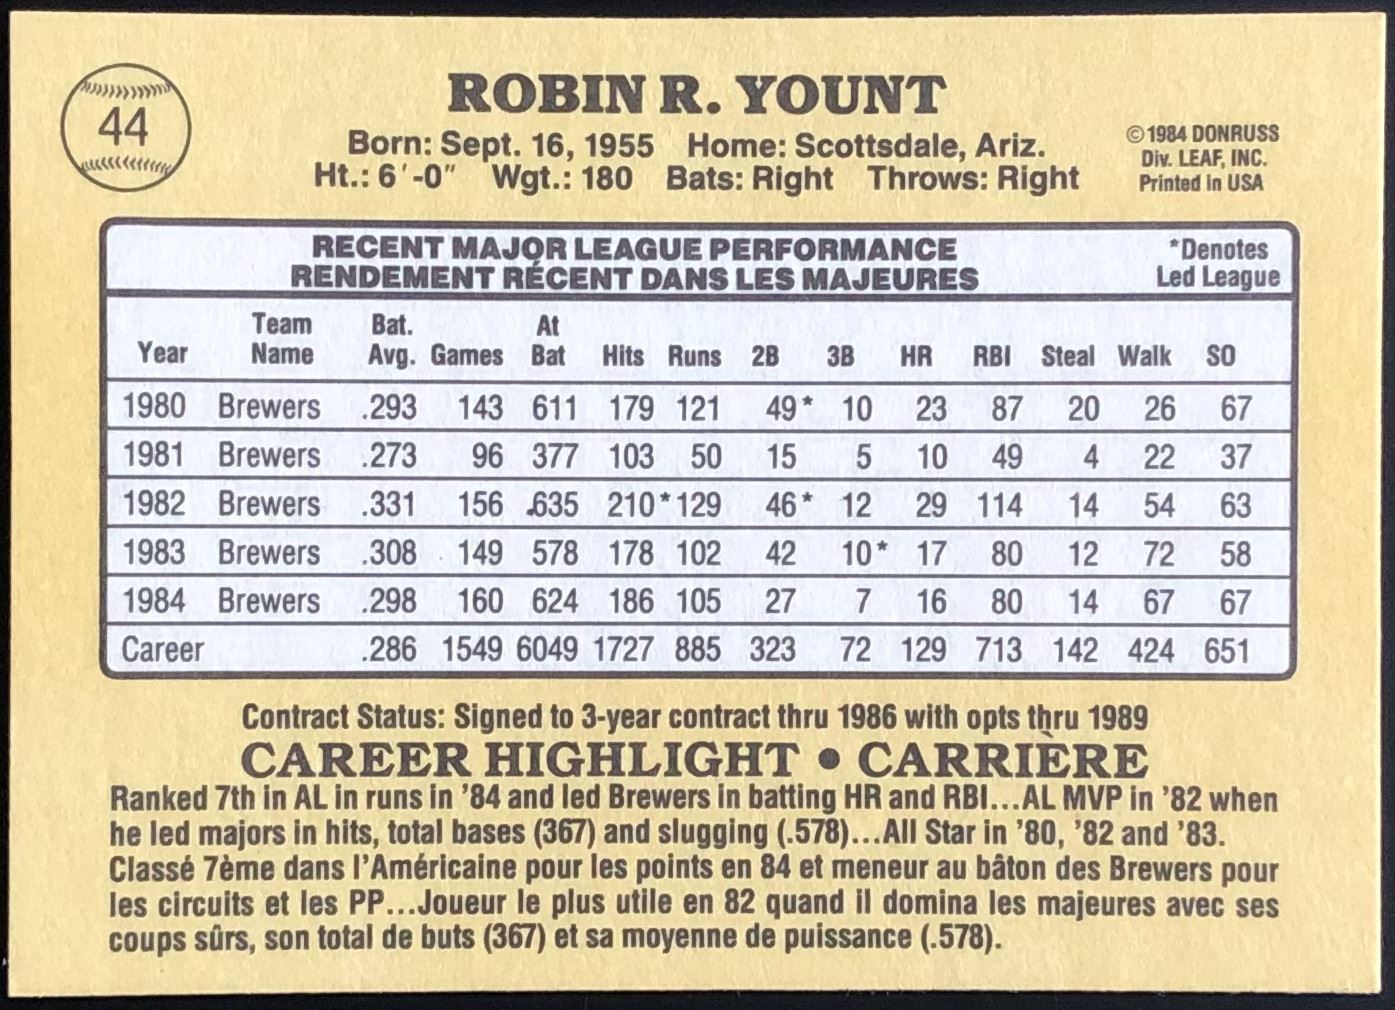 44
ROBIN R. YOUNT
Born: Sept. 16, 1955 Home: Scottsdale, Ariz.
Ht.: 6'-0" Wgt.: 180 Bats: Right Throws: Right
©1984 DONRUSS
Div. LEAF, INC.
Printed in USA
RECENT MAJOR LEAGUE PERFORMANCE
RENDEMENT RÉCENT DANS LES MAJEURES
*Denotes
Led League
Year Team Name Bat. Avg. Games At Bat Hits Runs 2B 3B HR RBI Steal Walk SO
1980 Brewers .293 143 611 179 121 49* 10 23 87 20 26 67
1981 Brewers .273 96 377 103 50 15 5 10 49 4 22 37
1982 Brewers .331 156 635 210* 129 46* 12 29 114 14 54 63
1983 Brewers .308 149 578 178 102 42 10* 17 80 12 72 58
1984 Brewers .298 160 624 186 105 27 7 16 80 14 67 67
Career .286 1549 6049 1727 885 323 72 129 713 142 424 651
Contract Status: Signed to 3-year contract thru 1986 with opts thru 1989
CAREER HIGHLIGHT • CARRIÈRE
Ranked 7th in AL in runs in '84 and led Brewers in batting HR and RBI...AL MVP in '82 when
he led majors in hits, total bases (367) and slugging (.578)...All Star in '80, '82 and '83.
Classé 7ème dans l'Américaine pour les points en 84 et meneur au bâton des Brewers pour
les circuits et les PP...Joueur le plus utile en 82 quand il domina les majeures avec ses
coups sûrs, son total de buts (367) et sa moyenne de puissance (.578).